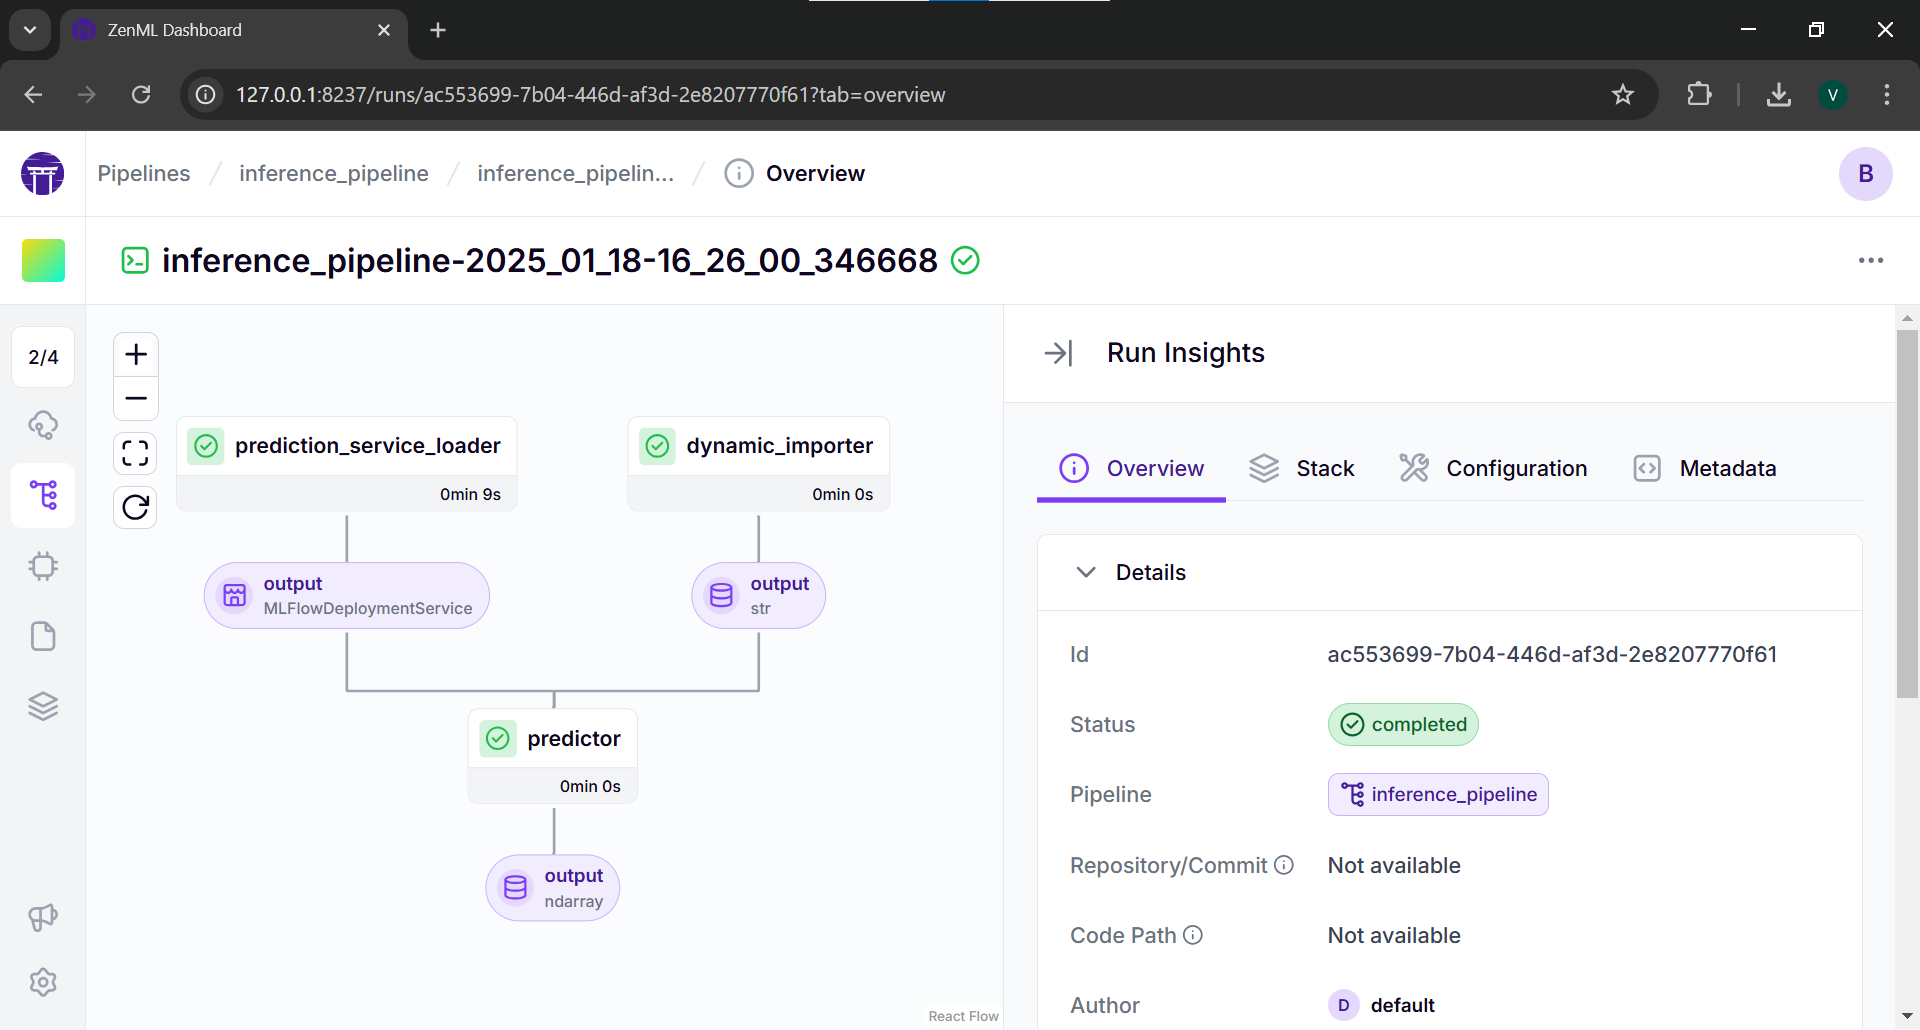 ZenML Dashboard
127.0.0.1:8237/runs/ac553699-7b04-446d-af3d-2e8207770f61?tab=overview
V
Pipelines / inference_pipeline / inference_pipelin... / Overview
B
inference_pipeline-2025_01_18-16_26_00_346668
2/4
prediction_service_loader
0min 9s
dynamic_importer
0min 0s
output
MLFlowDeploymentService
output
str
predictor
0min 0s
output
ndarray
React Flow
Run Insights
Overview Stack Configuration Metadata
Details
Id ac553699-7b04-446d-af3d-2e8207770f61
Status completed
Pipeline inference_pipeline
Repository/Commit Not available
Code Path Not available
Author D default